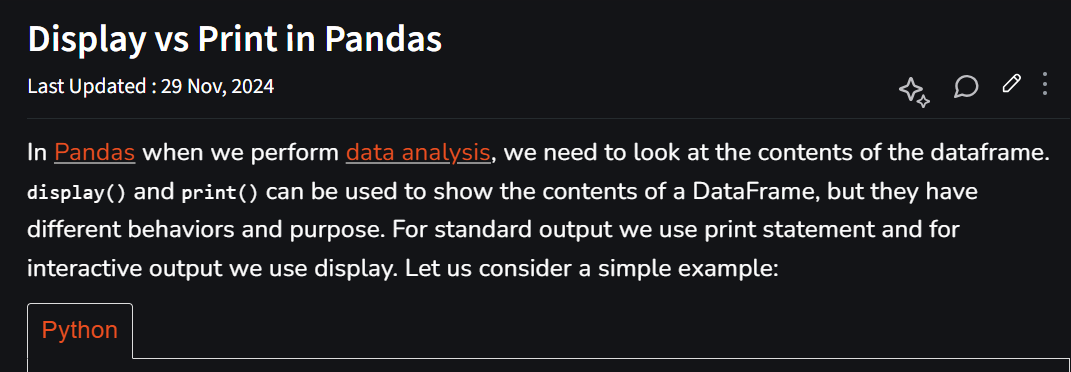 Display vs Print in Pandas
Last Updated : 29 Nov, 2024
In Pandas when we perform data analysis, we need to look at the contents of the dataframe.
display() and print() can be used to show the contents of a DataFrame, but they have
different behaviors and purpose. For standard output we use print statement and for
interactive output we use display. Let us consider a simple example:
Python